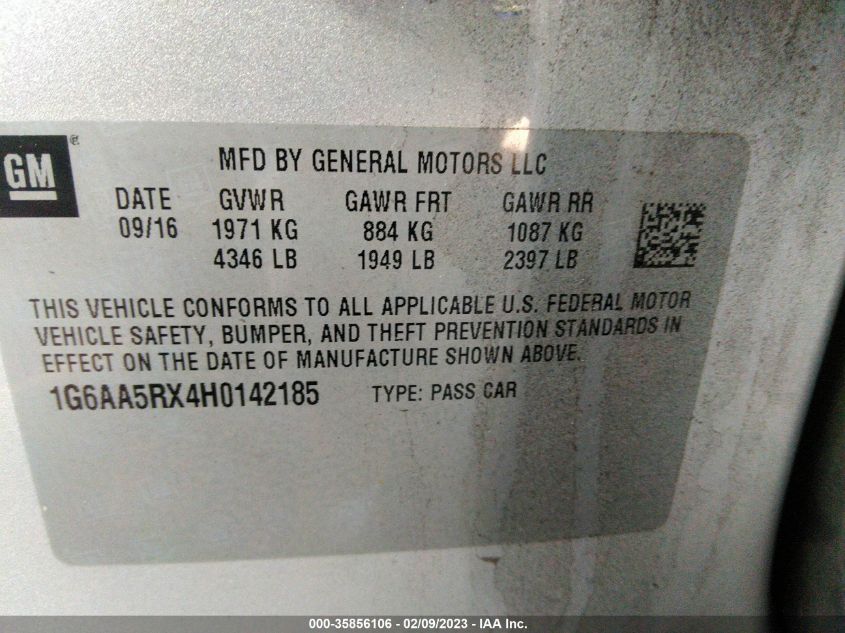 GM
MFD BY GENERAL MOTORS LLC
DATE GVWR GAWR FRT GAWR RR
09/16 1971 KG 884 KG 1087 KG
4346 LB 1949 LB 2397 LB
THIS VEHICLE CONFORMS TO ALL APPLICABLE U.S. FEDERAL MOTOR
VEHICLE SAFETY, BUMPER, AND THEFT PREVENTION STANDARDS IN
EFFECT ON THE DATE OF MANUFACTURE SHOWN ABOVE.
1G6AA5RX4H0142185 TYPE: PASS CAR
000-35856106 - 02/09/2023 - IAA Inc.